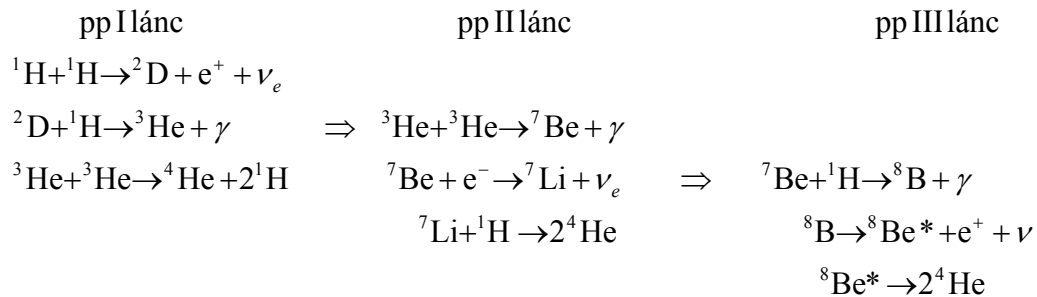 pp I lánc pp II lánc pp III lánc
¹H+¹H→²D + e⁺ + νₑ
²D+¹H→³He + γ ⇒ ³He+³He→⁷Be + γ
³He+³He→⁴He + 2¹H ⁷Be + e⁻ →⁷Li + νₑ ⇒ ⁷Be+¹H→⁸B + γ
⁷Li+¹H →2⁴He ⁸B→⁸Be* +e⁺ + ν
⁸Be* →2⁴He